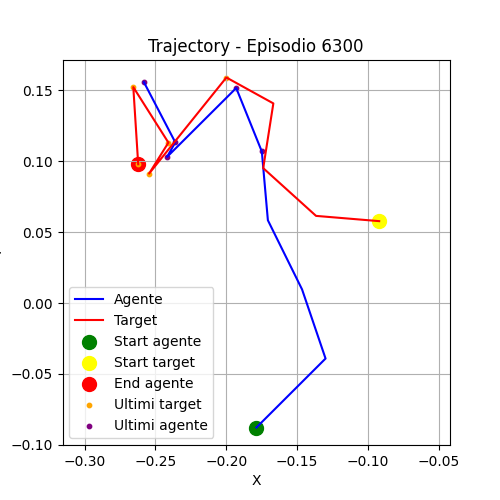 Trajectory - Episodio 6300
0.15
0.10
0.05
0.00
−0.05
−0.10
Agente
Target
Start agente
Start target
End agente
Ultimi target
Ultimi agente
−0.30 −0.25 −0.20 −0.15 −0.10 −0.05
X